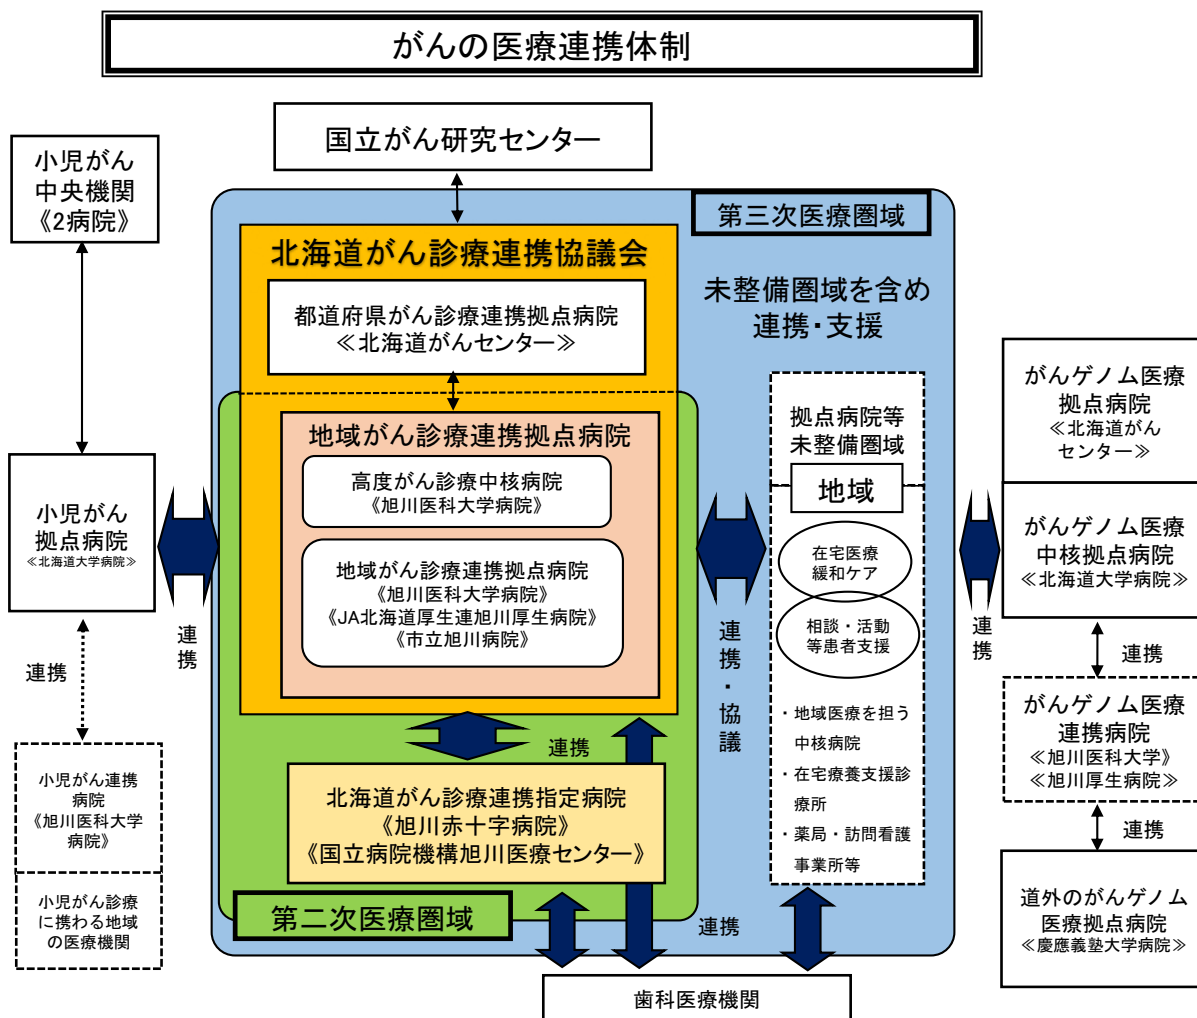 がんの医療連携体制
国立がん研究センター
小児がん
中央機関
《2病院》
第三次医療圏域
北海道がん診療連携協議会
未整備圏域を含め
連携・支援
都道府県がん診療連携拠点病院
≪北海道がんセンター≫
地域がん診療連携拠点病院
高度がん診療中核病院
《旭川医科大学病院》
地域がん診療連携拠点病院
《旭川医科大学病院》
《JA北海道厚生連旭川厚生病院》
《市立旭川病院》
小児がん
拠点病院
≪北海道大学病院≫
連携
連携
小児がん連携
病院
《旭川医科大学
病院》
小児がん診療
に携わる地域
の医療機関
連携
北海道がん診療連携指定病院
《旭川赤十字病院》
《国立病院機構旭川医療センター》
第二次医療圏域
連携・協議
拠点病院等
未整備圏域
地域
在宅医療
緩和ケア
相談・活動
等患者支援
・地域医療を担う
中核病院
・在宅療養支援診
療所
・薬局・訪問看護
事業所等
連携
歯科医療機関
連携
がんゲノム医療
拠点病院
≪北海道がん
センター≫
がんゲノム医療
中核拠点病院
≪北海道大学病院≫
連携
がんゲノム医療
連携病院
≪旭川医科大学》
≪旭川厚生病院≫
連携
道外のがんゲノム
医療拠点病院
≪慶應義塾大学病院≫